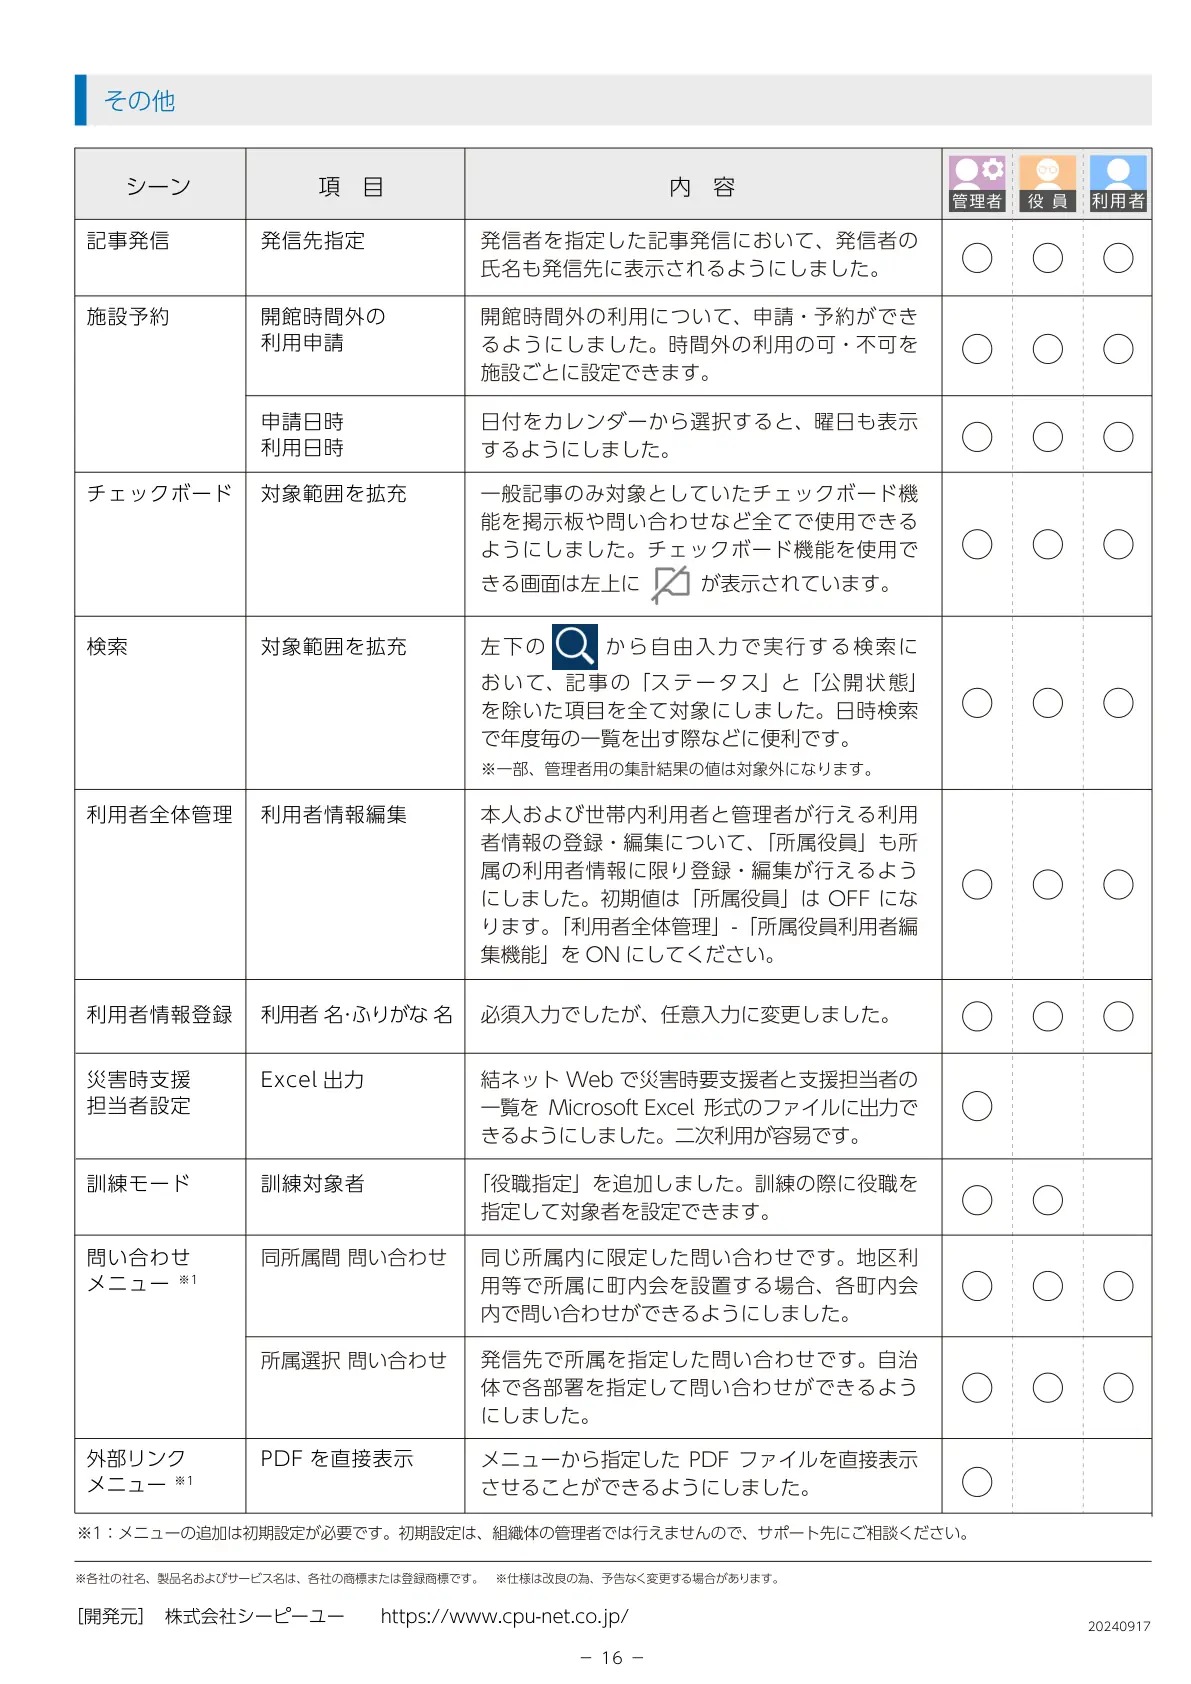 その他
シーン 項 目 内 容 管理者 役 員 利用者
記事発信 発信先指定 発信者を指定した記事発信において、発信者の
氏名も発信先に表示されるようにしました。 ○ ○ ○
施設予約 開館時間外の
利用申請 開館時間外の利用について、申請・予約ができ
るようにしました。時間外の利用の可・不可を
施設ごとに設定できます。 ○ ○ ○
申請日時
利用日時 日付をカレンダーから選択すると、曜日も表示
するようにしました。 ○ ○ ○
チェックボード 対象範囲を拡充 一般記事のみ対象としていたチェックボード機
能を掲示板や問い合わせなど全てで使用できる
ようにしました。チェックボード機能を使用で
きる画面は左上に が表示されています。 ○ ○ ○
検索 対象範囲を拡充 左下の から自由入力で実行する検索に
おいて、記事の「ステータス」と「公開状態」
を除いた項目を全て対象にしました。日時検索
で年度毎の一覧を出す際などに便利です。
※一部、管理者用の集計結果の値は対象外になります。 ○ ○ ○
利用者全体管理 利用者情報編集 本人および世帯内利用者と管理者が行える利用
者情報の登録・編集について、「所属役員」も所
属の利用者情報に限り登録・編集が行えるよう
にしました。初期値は「所属役員」は OFF にな
ります。「利用者全体管理」-「所属役員利用者編
集機能」を ON にしてください。 ○ ○ ○
利用者情報登録 利用者 名･ふりがな 名 必須入力でしたが、任意入力に変更しました。 ○ ○ ○
災害時支援
担当者設定 Excel 出力 結ネット Web で災害時要支援者と支援担当者の
一覧を Microsoft Excel 形式のファイルに出力で
きるようにしました。二次利用が容易です。 ○
訓練モード 訓練対象者 「役職指定」を追加しました。訓練の際に役職を
指定して対象者を設定できます。 ○ ○
問い合わせ
メニュー ※1 同所属間 問い合わせ 同じ所属内に限定した問い合わせです。地区利
用等で所属に町内会を設置する場合、各町内会
内で問い合わせができるようにしました。 ○ ○ ○
所属選択 問い合わせ 発信先で所属を指定した問い合わせです。自治
体で各部署を指定して問い合わせができるよう
にしました。 ○ ○ ○
外部リンク
メニュー ※1 PDF を直接表示 メニューから指定した PDF ファイルを直接表示
させることができるようにしました。 ○
※1：メニューの追加は初期設定が必要です。初期設定は、組織体の管理者では行えませんので、サポート先にご相談ください。
※各社の社名、製品名およびサービス名は、各社の商標または登録商標です。 ※仕様は改良の為、予告なく変更する場合があります。
［開発元］ 株式会社シーピーユー https://www.cpu-net.co.jp/
20240917
－ 16 －